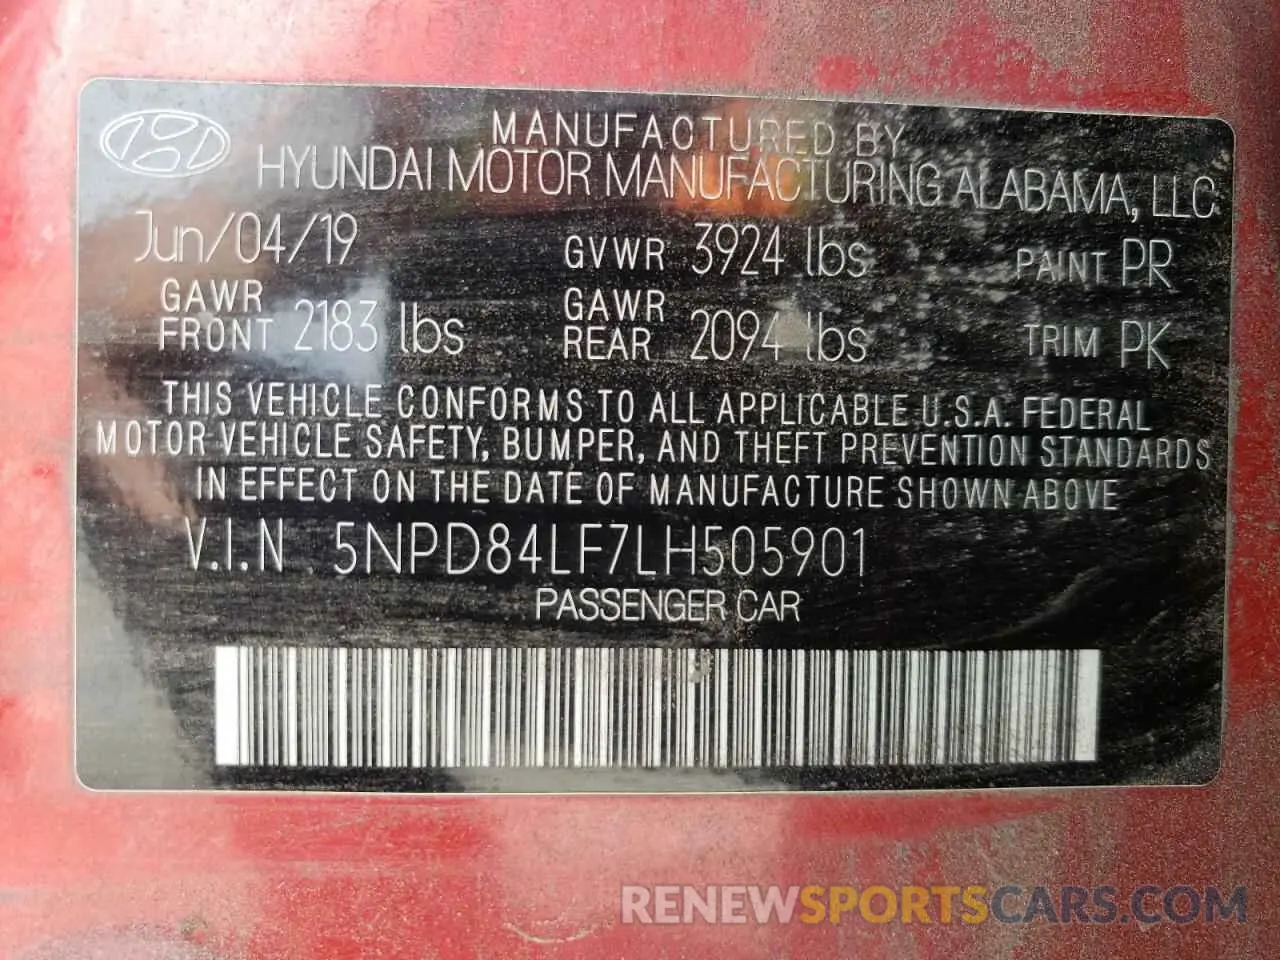 MANUFACTURED BY
HYUNDAI MOTOR MANUFACTURING ALABAMA, LLC
Jun/04/19 GVWR 3924 lbs PAINT PR
GAWR FRONT 2183 lbs GAWR REAR 2094 lbs TRIM PK
THIS VEHICLE CONFORMS TO ALL APPLICABLE U.S.A. FEDERAL
MOTOR VEHICLE SAFETY, BUMPER, AND THEFT PREVENTION STANDARDS
IN EFFECT ON THE DATE OF MANUFACTURE SHOWN ABOVE
V.I.N . 5NPD84LF7LH505901
PASSENGER CAR
RENEWSPORTSCARS.COM